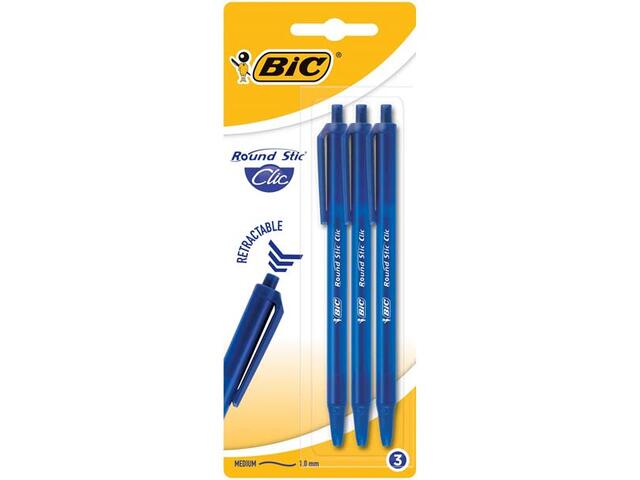 BiC
Round Stic
Clic
RETRACTABLE
BiC Round Stic Clic
BiC Round Stic Clic
BiC Round Stic Clic
MEDIUM 1.0 mm
3